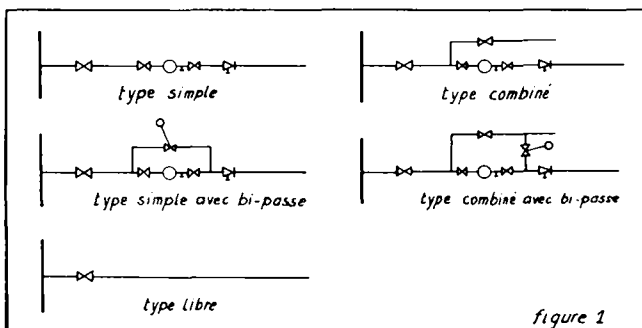 type simple
type combiné
type simple avec bi-passe
type combiné avec bi-passe
type libre
figure 1